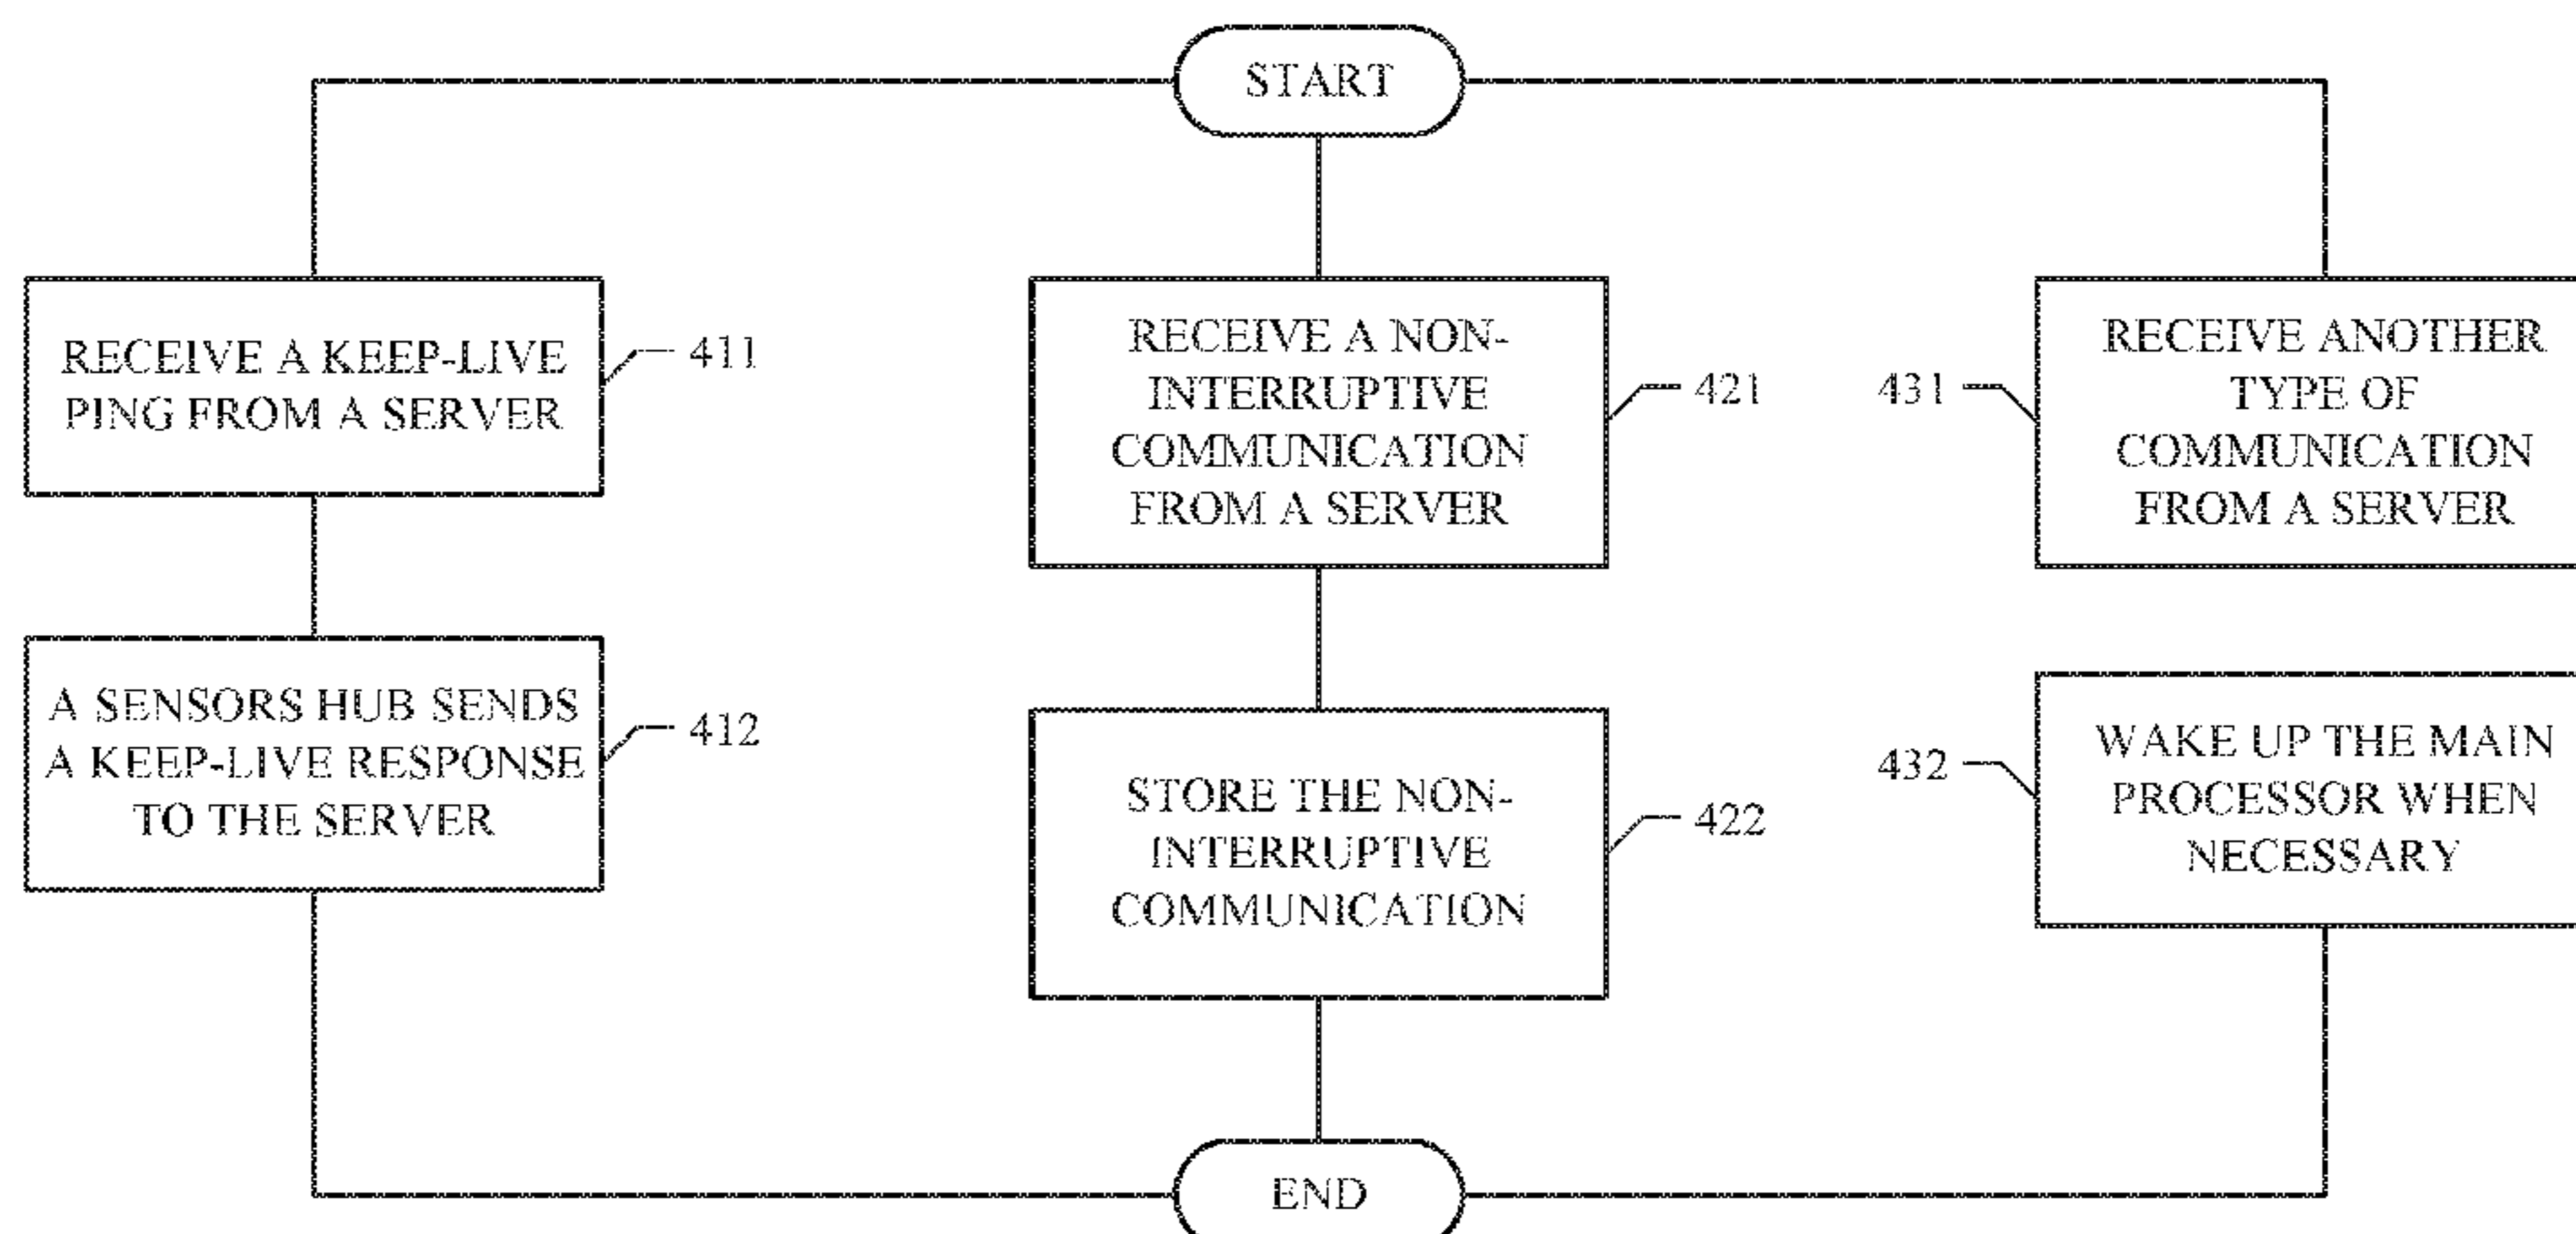 START
RECEIVE A KEEP-LIVE
PING FROM A SERVER
411
A SENSORS HUB SENDS
A KEEP-LIVE RESPONSE
TO THE SERVER
412
RECEIVE A NON-
INTERRUPTIVE
COMMUNICATION
FROM A SERVER
421
STORE THE NON-
INTERRUPTIVE
COMMUNICATION
422
431
RECEIVE ANOTHER
TYPE OF
COMMUNICATION
FROM A SERVER
432
WAKE UP THE MAIN
PROCESSOR WHEN
NECESSARY
END